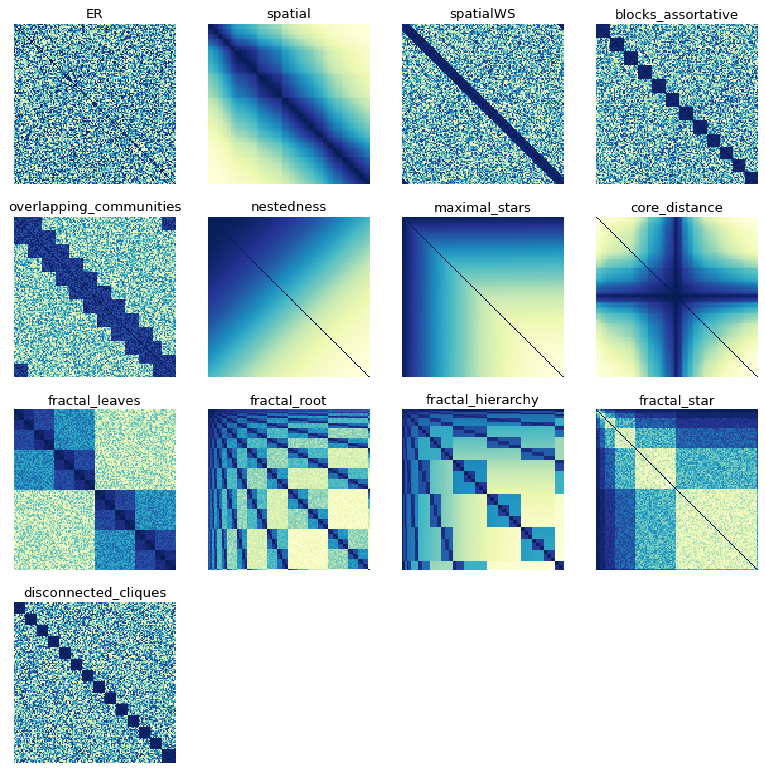 ER
spatial
spatialWS
blocks_assortative
overlapping_communities
nestedness
maximal_stars
core_distance
fractal_leaves
fractal_root
fractal_hierarchy
fractal_star
disconnected_cliques